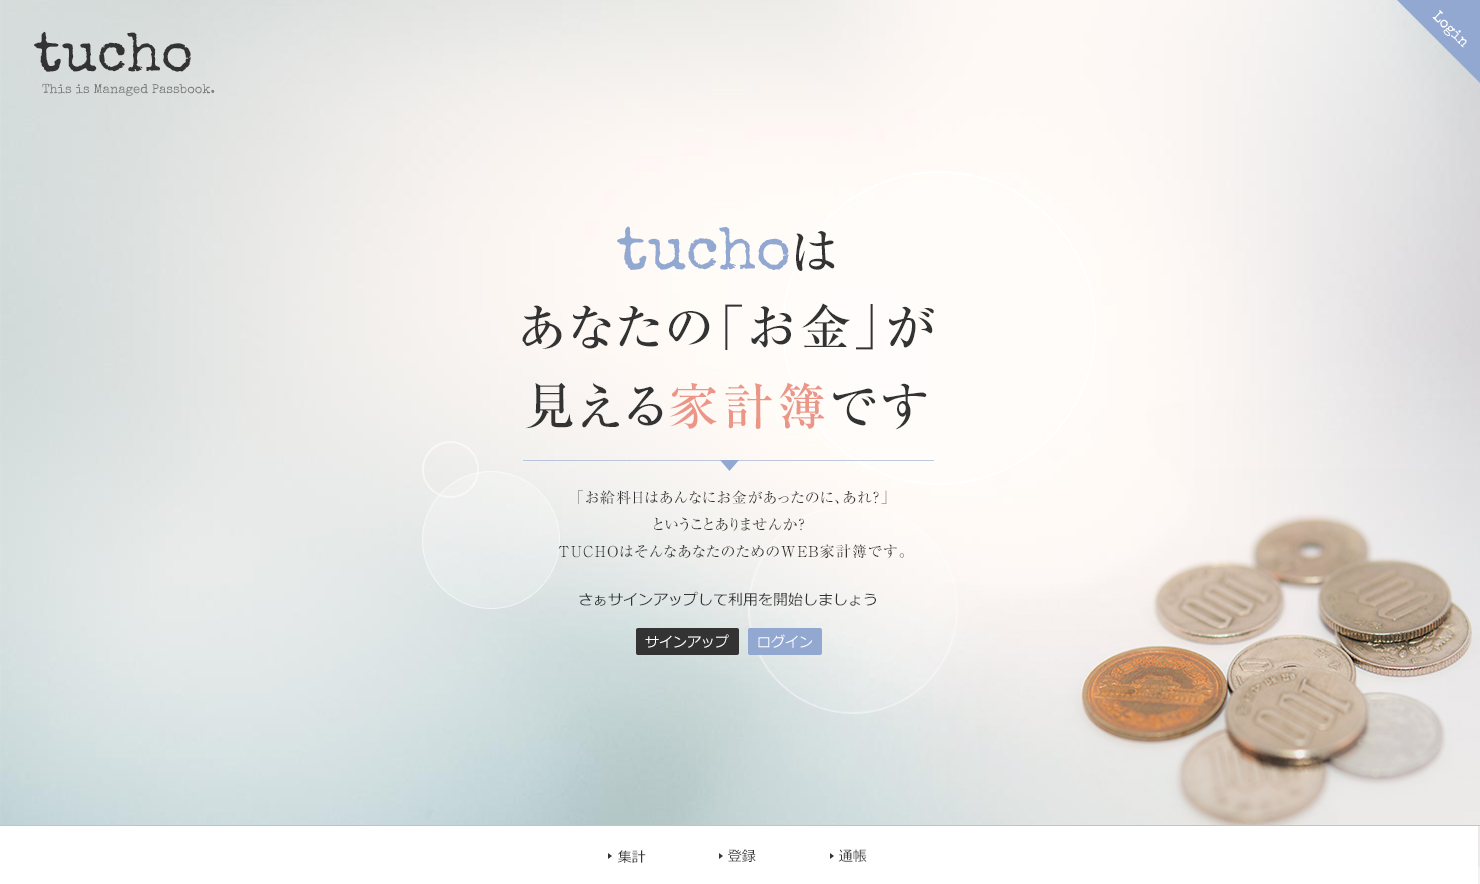 tucho
This is Managed Passbook.
Login
tuchoは
あなたの「お金」が
見える家計簿です
「お給料日はあんなにお金があったのに、あれ?」
ということありませんか?
TUCHOはそんなあなたのためのWEB家計簿です。
さぁサインアップして利用を開始しましょう
サインアップ ログイン
100
100
100
集計 登録 通帳